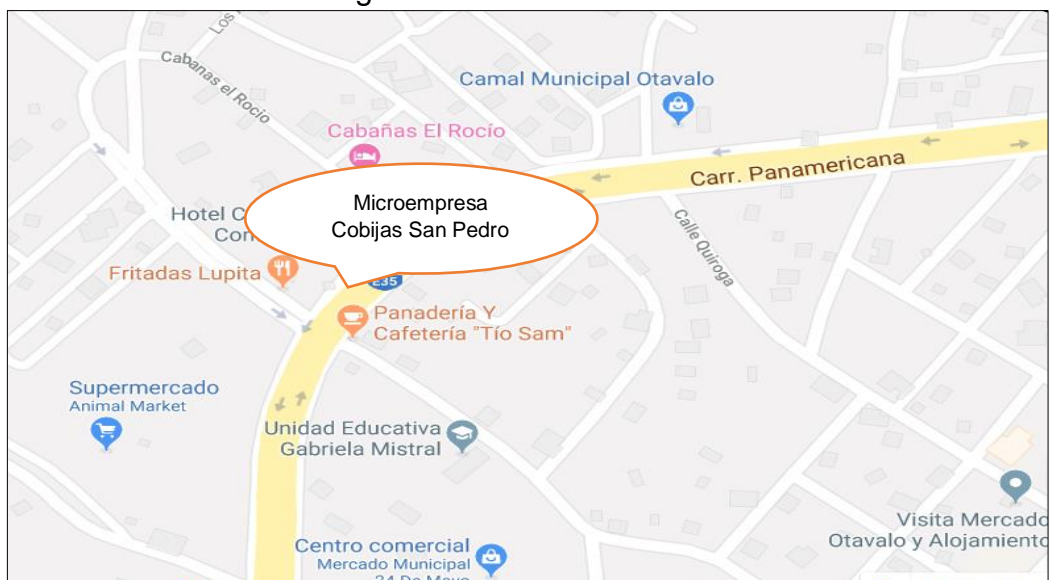 Los
Cabanas el Rocio
Camal Municipal Otavalo
Cabañas El Rocío
Carr. Panamericana
Microempresa
Cobijas San Pedro
Hotel
Calle Quiroga
Fritadas Lupita
E35
Panadería Y
Cafetería "Tío Sam"
Supermercado
Animal Market
Unidad Educativa
Gabriela Mistral
Visita Mercado
Otavalo y Alojamiento
Centro comercial
Mercado Municipal
24 De Mayo